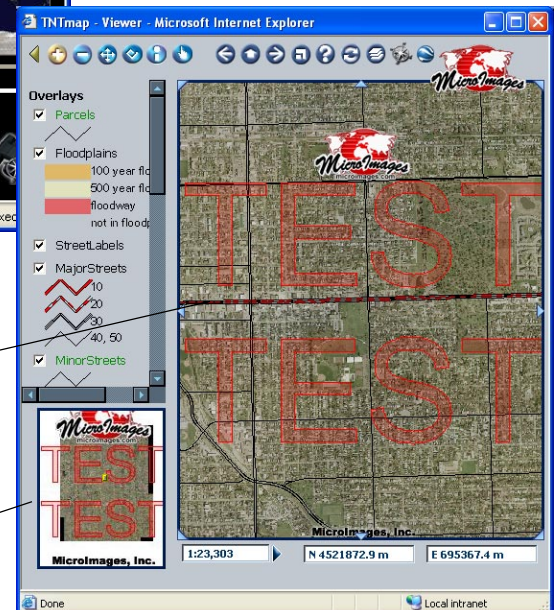 TNTmap - Viewer - Microsoft Internet Explorer
Overlays
Parcels
Floodplains
100 year flo
500 year flo
floodway
not in floodp
StreetLabels
MajorStreets
10
20
30
40, 50
MinorStreets
MicroImages
MicroImages
microimages.com
TEST
TEST
MicroImages, Inc.
MicroImages
microimages.com
TEST
TEST
MicroImages, Inc.
1:23,303
N 4521872.9 m
E 695367.4 m
Done
Local intranet